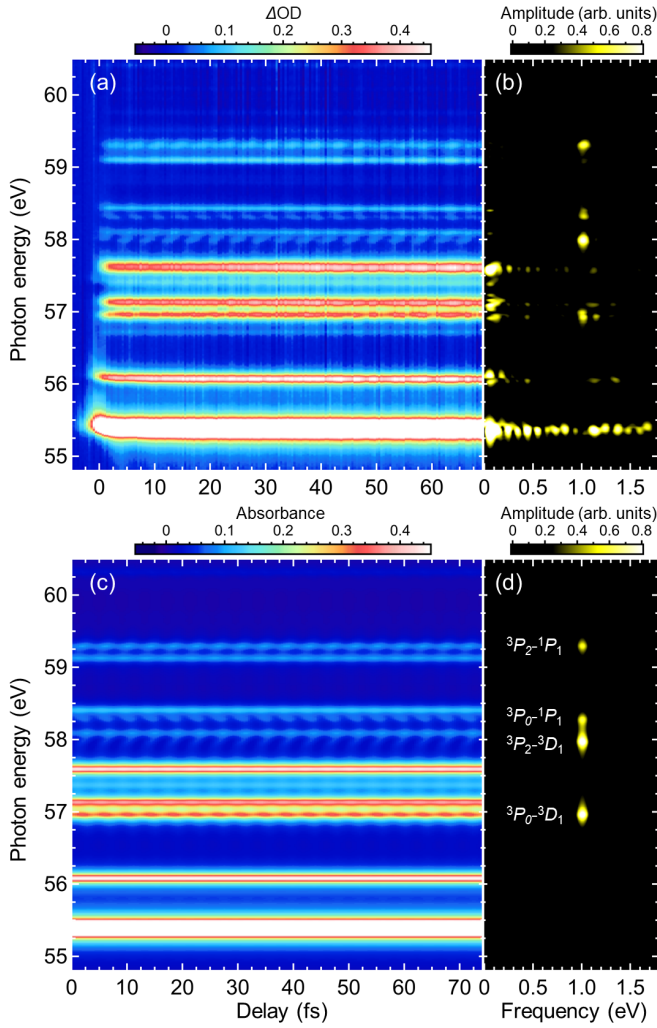 ΔOD
Amplitude (arb. units)
0 0.1 0.2 0.3 0.4
0 0.2 0.4 0.6 0.8
(a)
(b)
60
59
58
57
56
55
Photon energy (eV)
0 10 20 30 40 50 60
0 0.5 1.0 1.5
Absorbance
Amplitude (arb. units)
0 0.1 0.2 0.3 0.4
0 0.2 0.4 0.6 0.8
(c)
(d)
60
59
58
57
56
55
Photon energy (eV)
³P₂-¹P₁
³P₀-¹P₁
³P₂-³D₁
³P₀-³D₁
0 10 20 30 40 50 60 70
0 0.5 1.0 1.5
Delay (fs)
Frequency (eV)